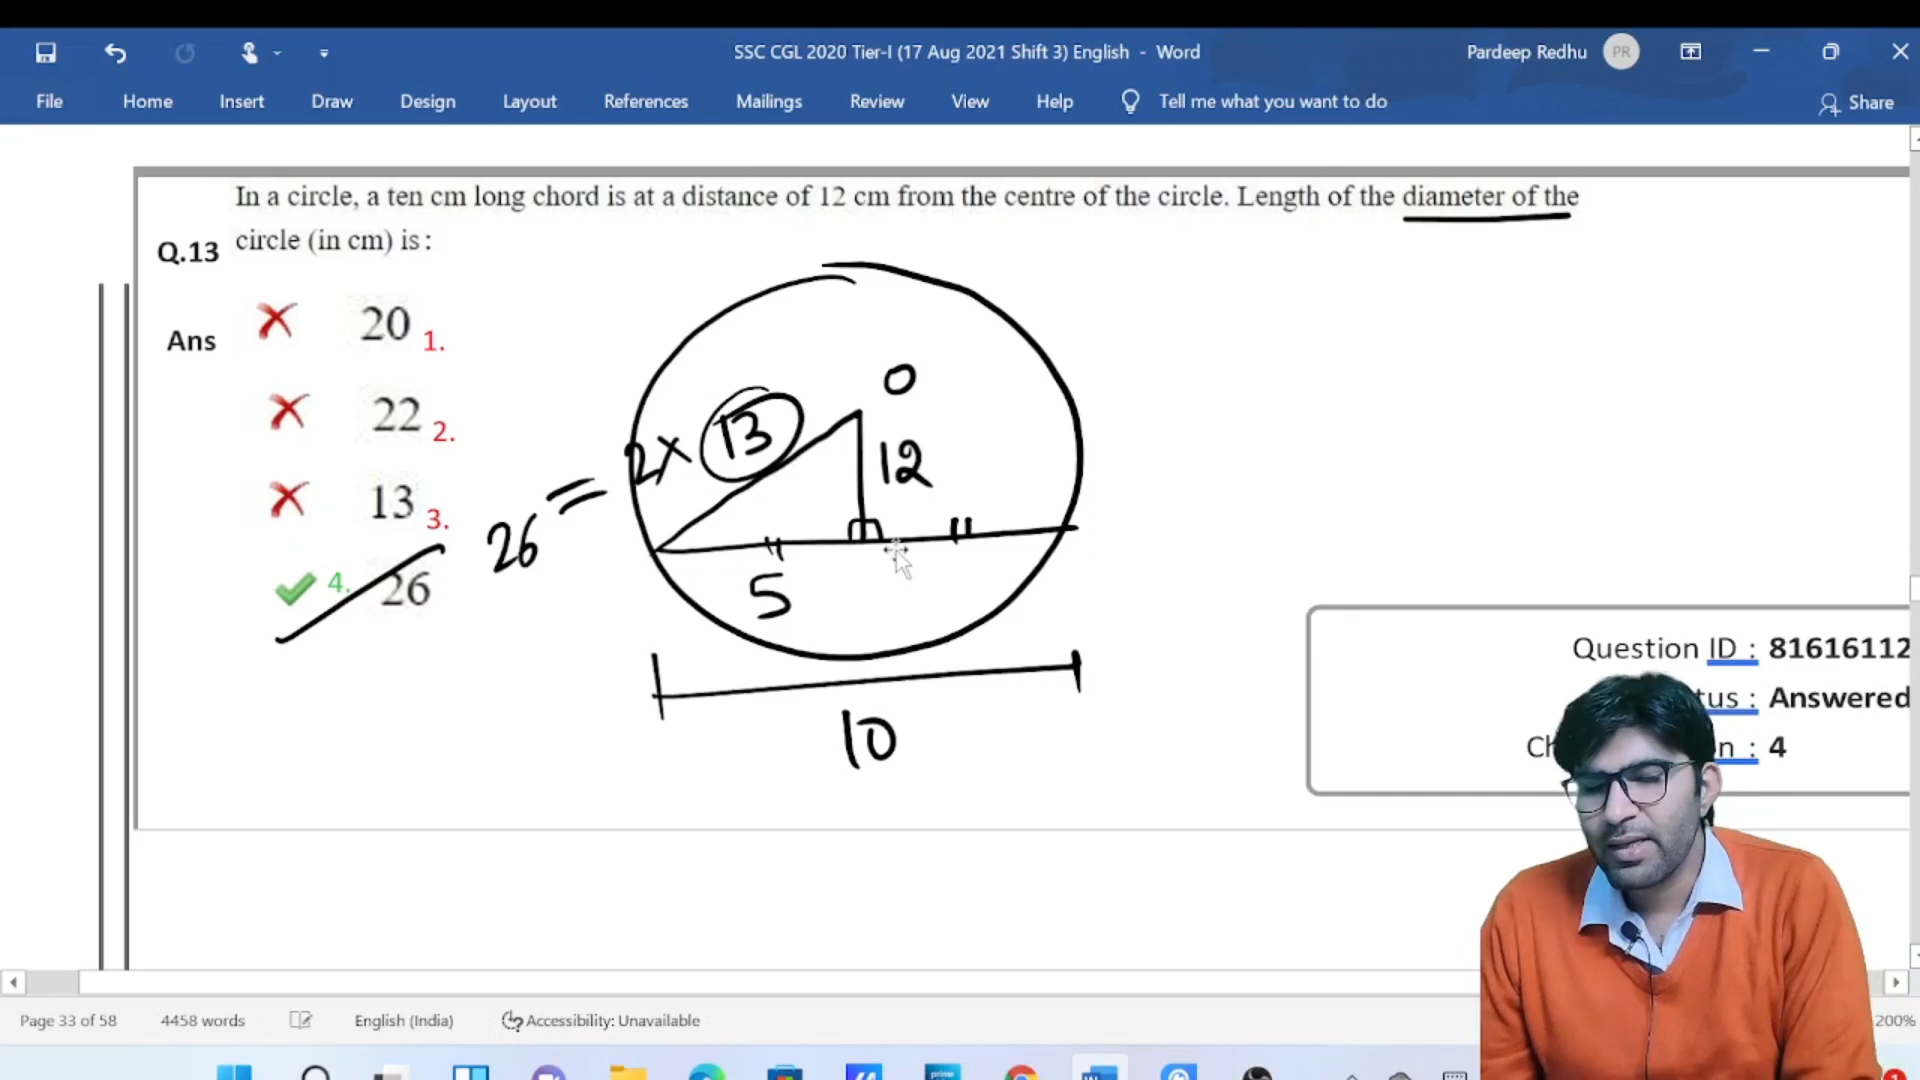 SSC CGL 2020 Tier-I (17 Aug 2021 Shift 3) English - Word
Pardeep Redhu PR
File Home Insert Draw Design Layout References Mailings Review View Help Tell me what you want to do Share
In a circle, a ten cm long chord is at a distance of 12 cm from the centre of the circle. Length of the diameter of the
Q.13 circle (in cm) is :
Ans
20 1.
22 2.
13 3.
4. 26
O
2x 13
12
26 =
5
10
Question ID : 81616112
tus : Answered
Ch n : 4
Page 33 of 58 4458 words English (India) Accessibility: Unavailable 200%
prime
1